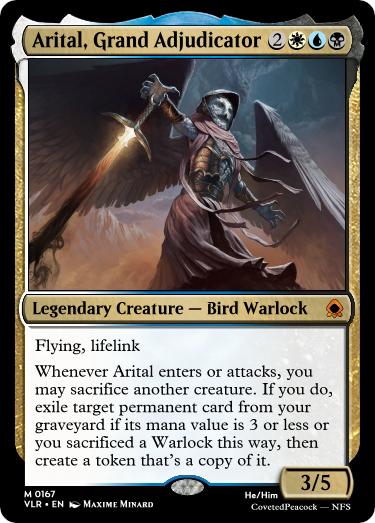 Arital, Grand Adjudicator 2
Legendary Creature — Bird Warlock
Flying, lifelink
Whenever Arital enters or attacks, you
may sacrifice another creature. If you do,
exile target permanent card from your
graveyard if its mana value is 3 or less or
you sacrificed a Warlock this way, then
create a token that's a copy of it.
3/5
M 0167
VLR • EN Maxime Minard
He/Him
CovetedPeacock — NFS